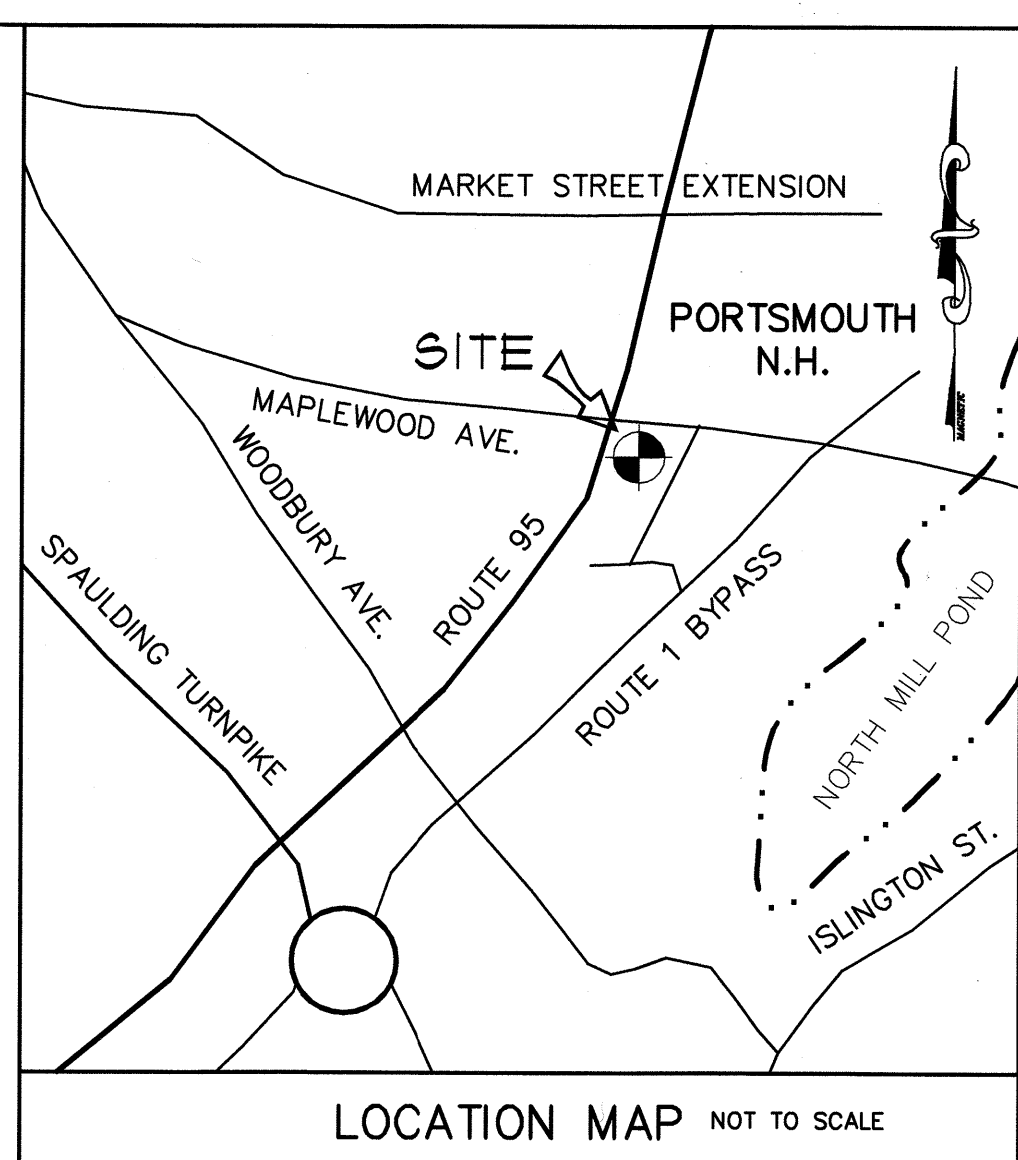 MARKET STREET EXTENSION
PORTSMOUTH
N.H.
SITE
MAPLEWOOD AVE.
WOODBURY AVE.
ROUTE 95
SPAULDING TURNPIKE
ROUTE 1 BYPASS
NORTH MILL POND
ISLINGTON ST.
MAGNETIC
LOCATION MAP NOT TO SCALE